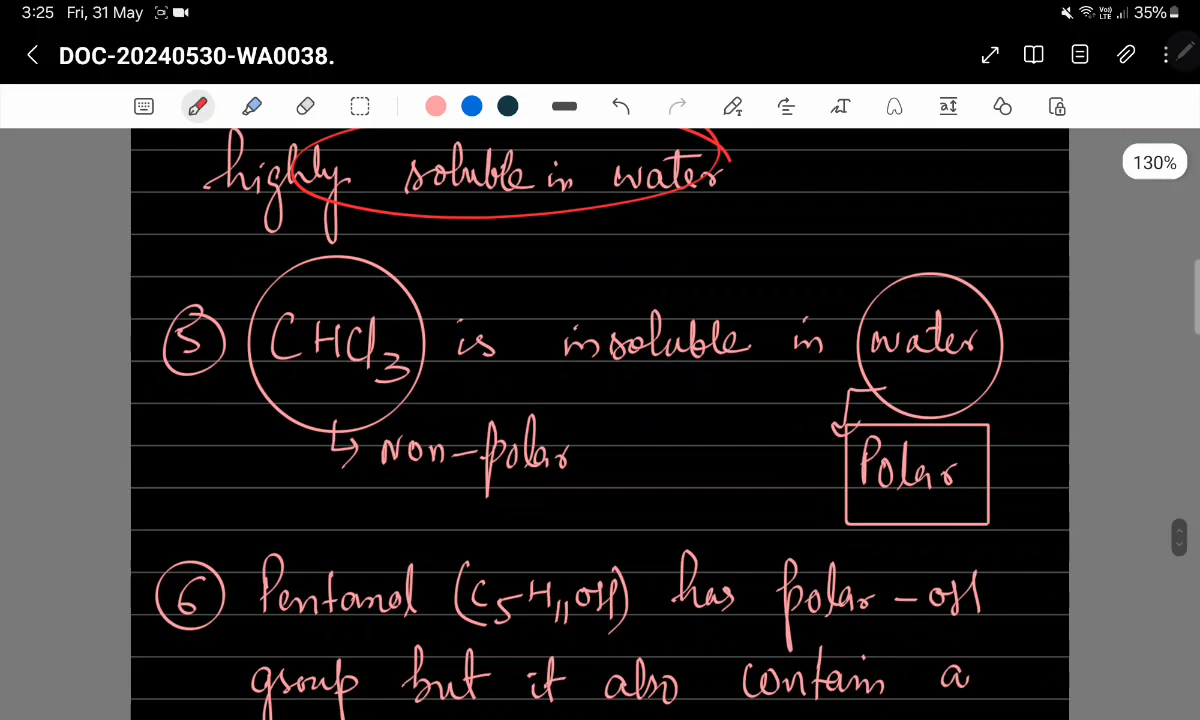 3:25 Fri, 31 May 35%
DOC-20240530-WA0038.
130%
highly soluble in water
5 CHCl3 is insoluble in water
↳ Non-polar Polar
6 Pentanol (C5H11OH) has polar -OH
group but it also contain a